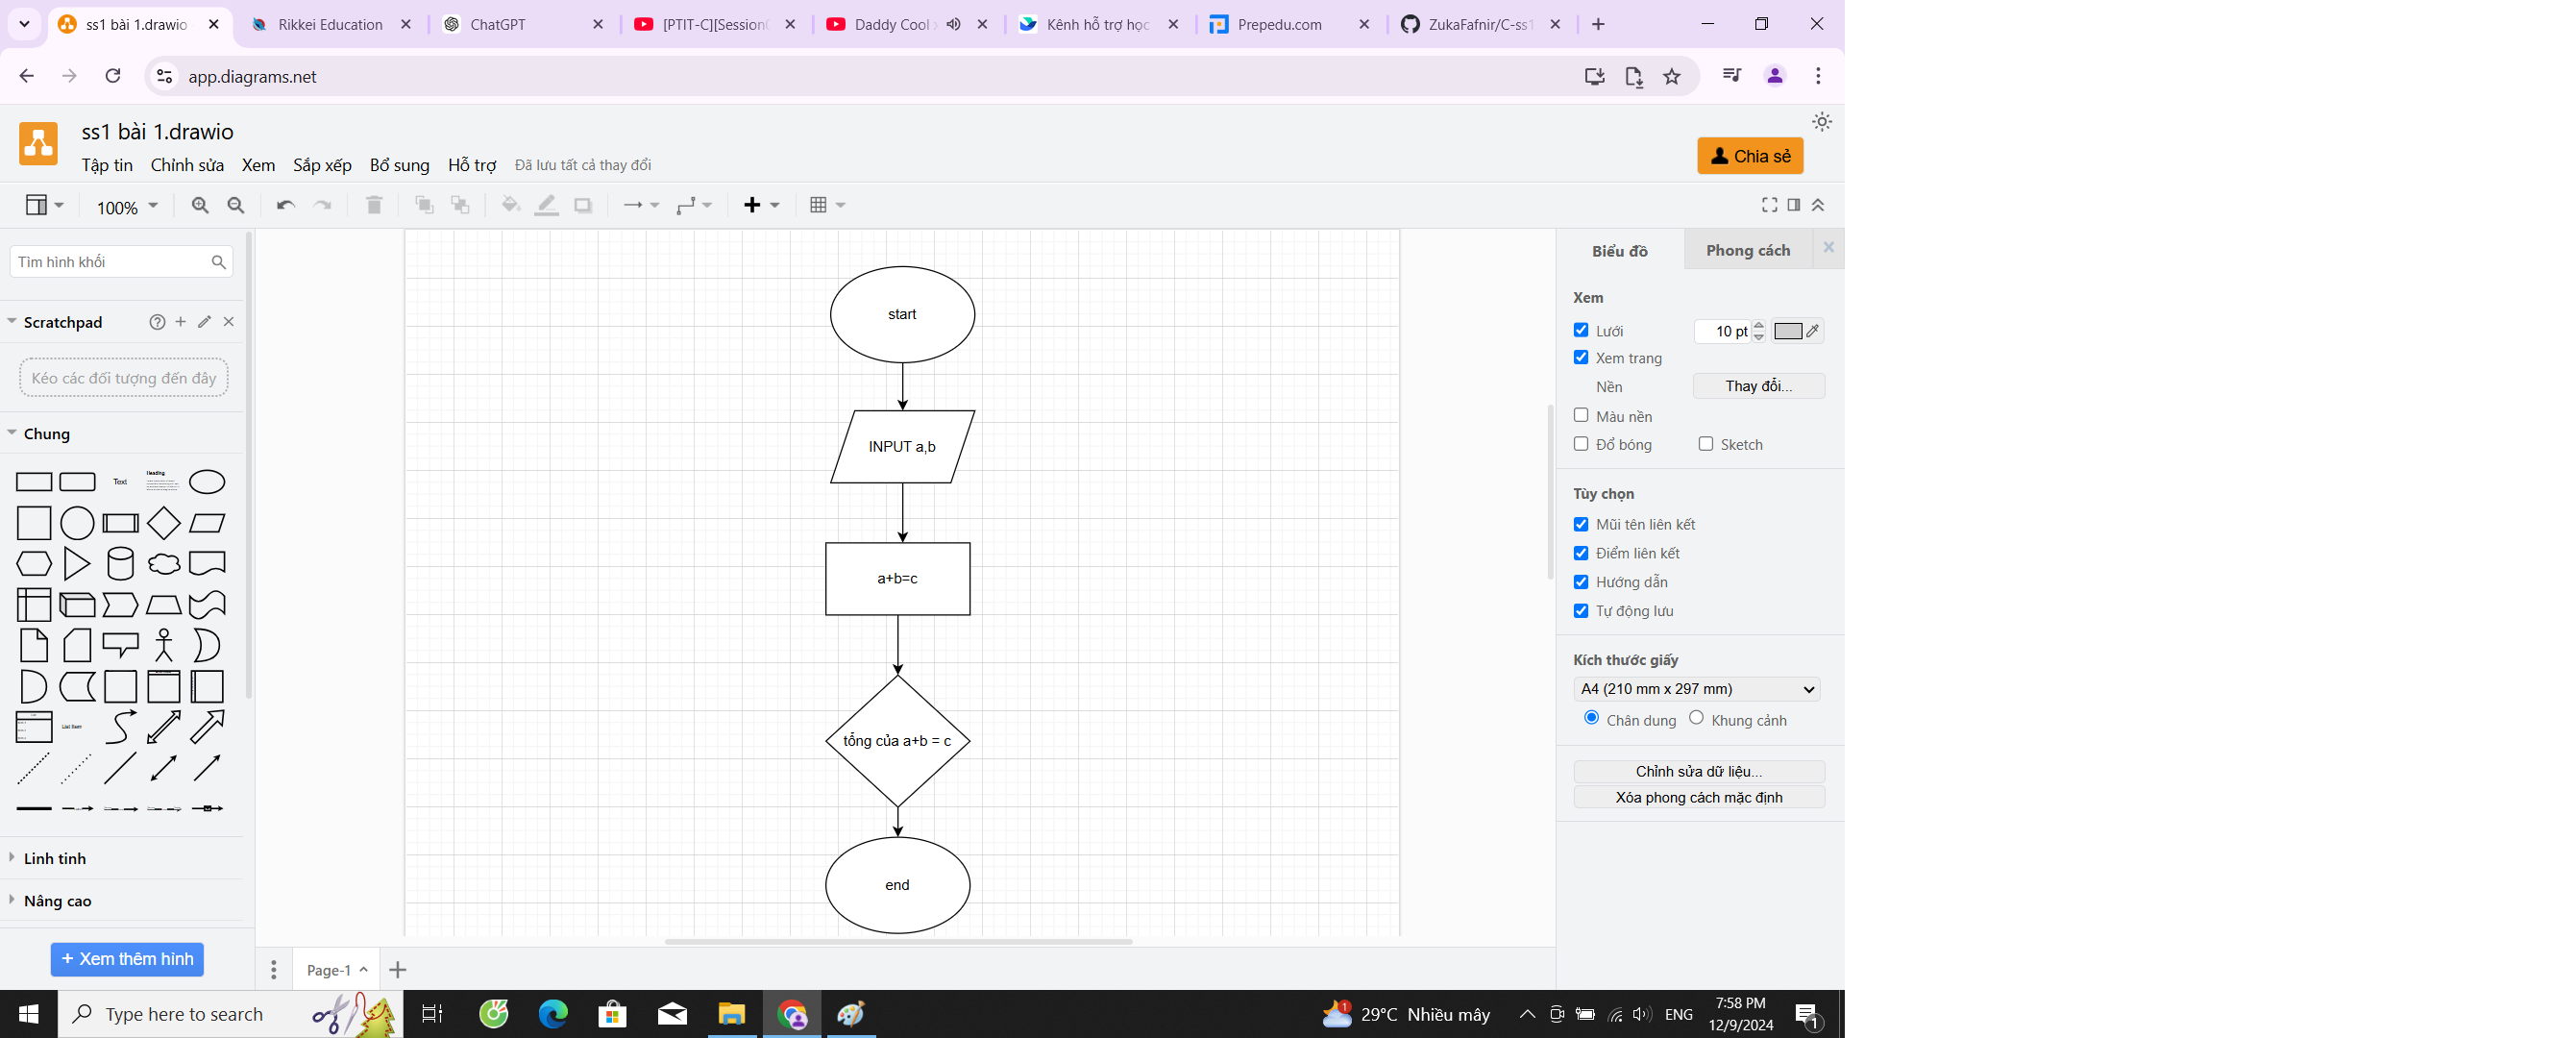 ss1 bài 1.drawio
Rikkei Education
ChatGPT
[PTIT-C][Session
Daddy Cool
Kênh hỗ trợ học
Prepedu.com
ZukaFafnir/C-ss1
app.diagrams.net
ss1 bài 1.drawio
Tập tin Chỉnh sửa Xem Sắp xếp Bổ sung Hỗ trợ Đã lưu tất cả thay đổi
Chia sẻ
100%
Tìm hình khối
Scratchpad
Kéo các đối tượng đến đây
Chung
Text
Heading
List Item
Linh tinh
Nâng cao
+ Xem thêm hình
start
INPUT a,b
a+b=c
tổng của a+b = c
end
Page-1
Biểu đồ
Phong cách
Xem
Lưới
10 pt
Xem trang
Nền
Thay đổi...
Màu nền
Đổ bóng
Sketch
Tùy chọn
Mũi tên liên kết
Điểm liên kết
Hướng dẫn
Tự động lưu
Kích thước giấy
A4 (210 mm x 297 mm)
Chân dung
Khung cảnh
Chỉnh sửa dữ liệu...
Xóa phong cách mặc định
Type here to search
1
29°C Nhiều mây
ENG
7:58 PM
12/9/2024
1